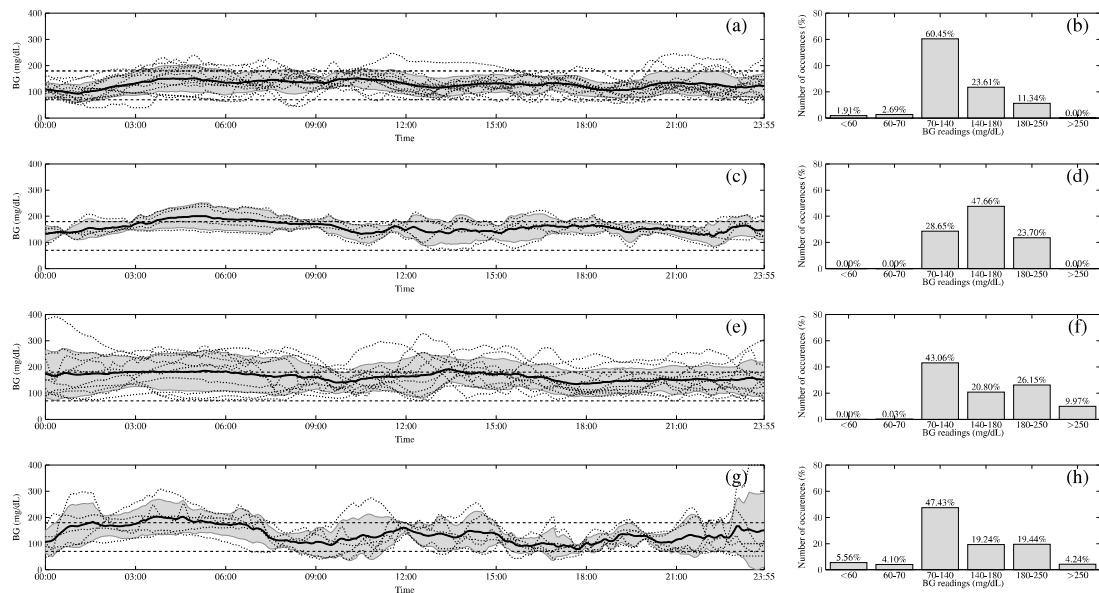 (a)
BG (mg/dL)
400
300
200
100
0
00:00 03:00 06:00 09:00 12:00 15:00 18:00 21:00 23:55
Time
(b)
Number of occurences (%)
80
60
40
20
0
1.91% 2.69% 60.45% 23.61% 11.34% 0.00%
<60 60-70 70-140 140-180 180-250 >250
BG readings (mg/dL)
(c)
BG (mg/dL)
400
300
200
100
0
00:00 03:00 06:00 09:00 12:00 15:00 18:00 21:00 23:55
Time
(d)
Number of occurences (%)
80
60
40
20
0
0.00% 0.00% 28.65% 47.66% 23.70% 0.00%
<60 60-70 70-140 140-180 180-250 >250
BG readings (mg/dL)
(e)
BG (mg/dL)
400
300
200
100
0
00:00 03:00 06:00 09:00 12:00 15:00 18:00 21:00 23:55
Time
(f)
Number of occurences (%)
80
60
40
20
0
0.00% 0.03% 43.06% 20.80% 26.15% 9.97%
<60 60-70 70-140 140-180 180-250 >250
BG readings (mg/dL)
(g)
BG (mg/dL)
400
300
200
100
0
00:00 03:00 06:00 09:00 12:00 15:00 18:00 21:00 23:55
Time
(h)
Number of occurences (%)
80
60
40
20
0
5.56% 4.10% 47.43% 19.24% 19.44% 4.24%
<60 60-70 70-140 140-180 180-250 >250
BG readings (mg/dL)